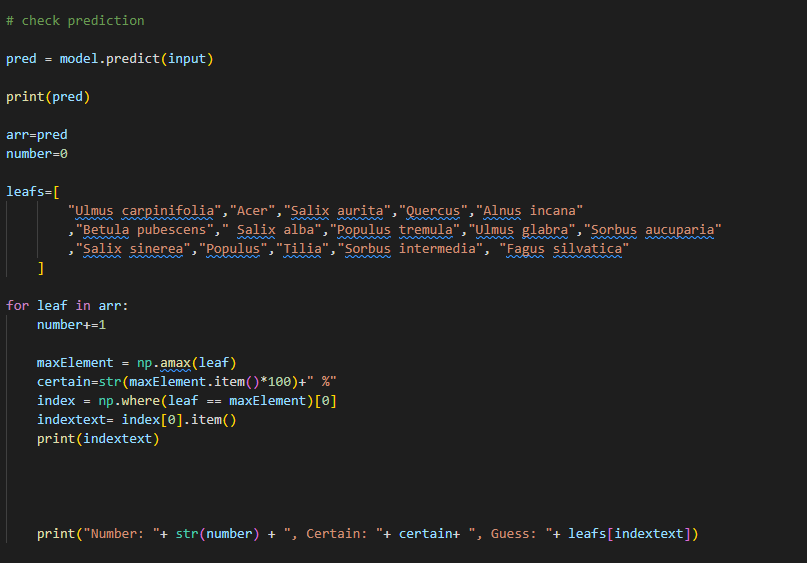 # check prediction
pred = model.predict(input)
print(pred)
arr=pred
number=0
leafs=[
"Ulmus carpinifolia","Acer","Salix aurita","Quercus","Alnus incana"
,"Betula pubescens"," Salix alba","Populus tremula","Ulmus glabra","Sorbus aucuparia"
,"Salix sinerea","Populus","Tilia","Sorbus intermedia", "Fagus silvatica"
]
for leaf in arr:
number+=1
maxElement = np.amax(leaf)
certain=str(maxElement.item()*100)+" %"
index = np.where(leaf == maxElement)[0]
indextext= index[0].item()
print(indextext)
print("Number: "+ str(number) + ", Certain: "+ certain+ ", Guess: "+ leafs[indextext])